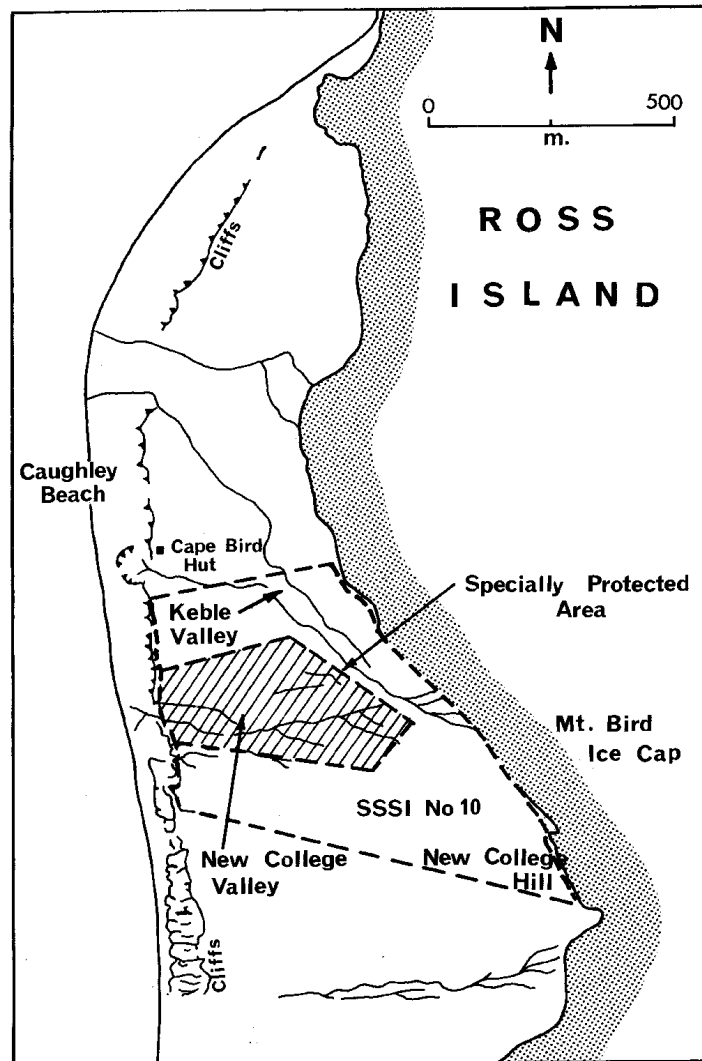 N
0 500
m.
ROSS
ISLAND
Cliffs
Caughley
Beach
Cape Bird
Hut
Keble
Valley
Specially Protected
Area
Mt. Bird
Ice Cap
SSSI No 10
New College
Valley
New College
Hill
Cliffs